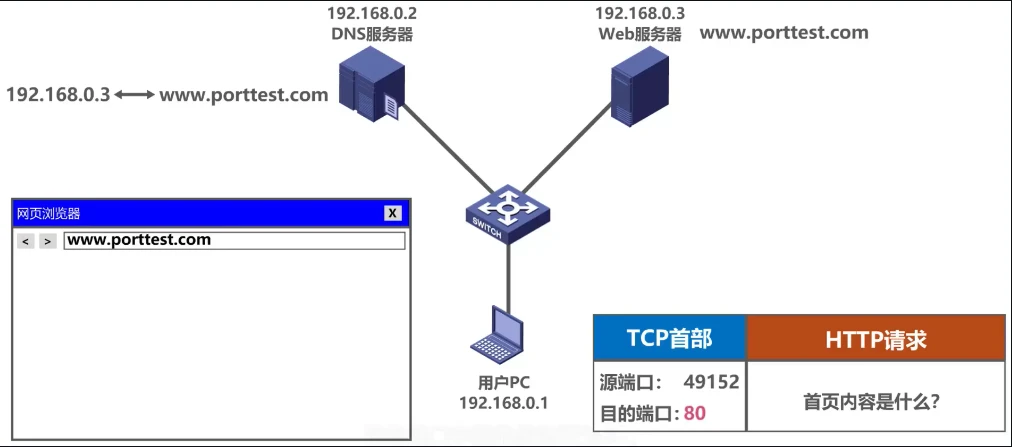 192.168.0.2
DNS服务器
192.168.0.3
Web服务器
www.porttest.com
192.168.0.3
www.porttest.com
网页浏览器
X
<
>
www.porttest.com
SWITCH
用户PC
192.168.0.1
TCP首部
HTTP请求
源端口： 49152
目的端口：80
首页内容是什么？